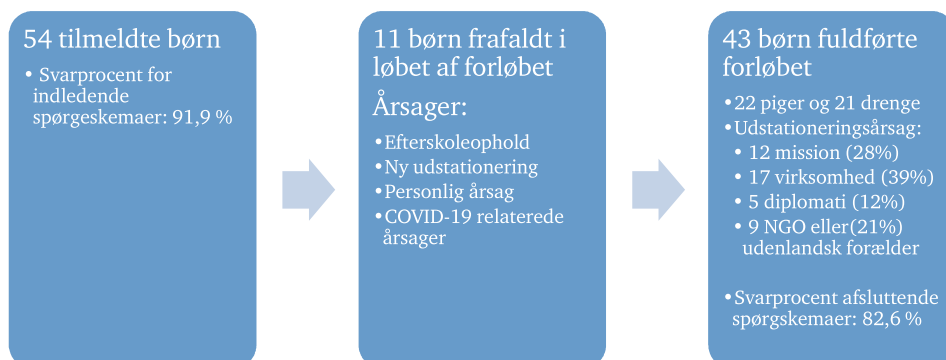 54 tilmeldte børn
• Svarprocent for
indledende
spørgeskemaer: 91,9 %
11 børn frafaldt i
løbet af forløbet
Årsager:
• Efterskoleophold
• Ny udstationering
• Personlig årsag
• COVID-19 relaterede
årsager
43 børn fuldførte
forløbet
• 22 piger og 21 drenge
• Udstationeringsårsag:
• 12 mission (28%)
• 17 virksomhed (39%)
• 5 diplomati (12%)
• 9 NGO eller(21%)
udenlandsk forælder
• Svarprocent afsluttende
spørgskemaer: 82,6 %